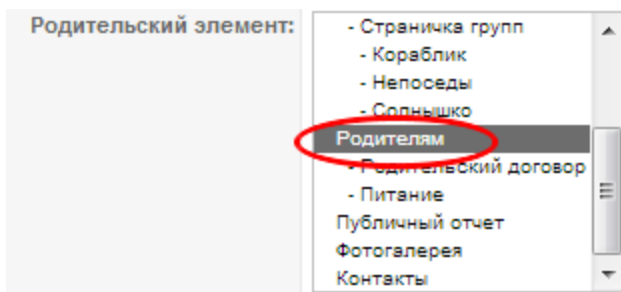 Родительский элемент:
- Страничка групп
- Кораблик
- Непоседы
- Солнышко
Родителям
- Родительский договор
- Питание
Публичный отчет
Фотогалерея
Контакты